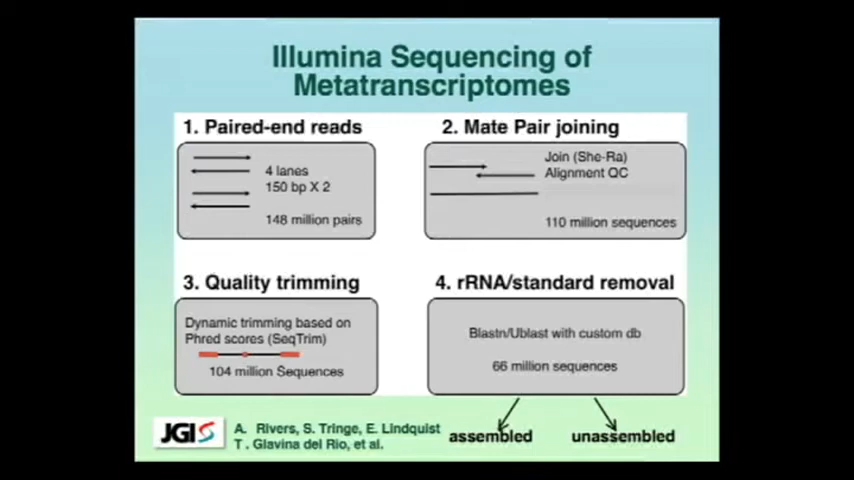 Illumina Sequencing of
Metatranscriptomes
1. Paired-end reads
4 lanes
150 bp X 2
148 million pairs
2. Mate Pair joining
Join (She-Ra)
Alignment QC
110 million sequences
3. Quality trimming
Dynamic trimming based on
Phred scores (SeqTrim)
104 million Sequences
4. rRNA/standard removal
Blastn/Ublast with custom db
66 million sequences
assembled
unassembled
JGI
A. Rivers, S. Tringe, E. Lindquist
T. Glavina del Rio, et al.